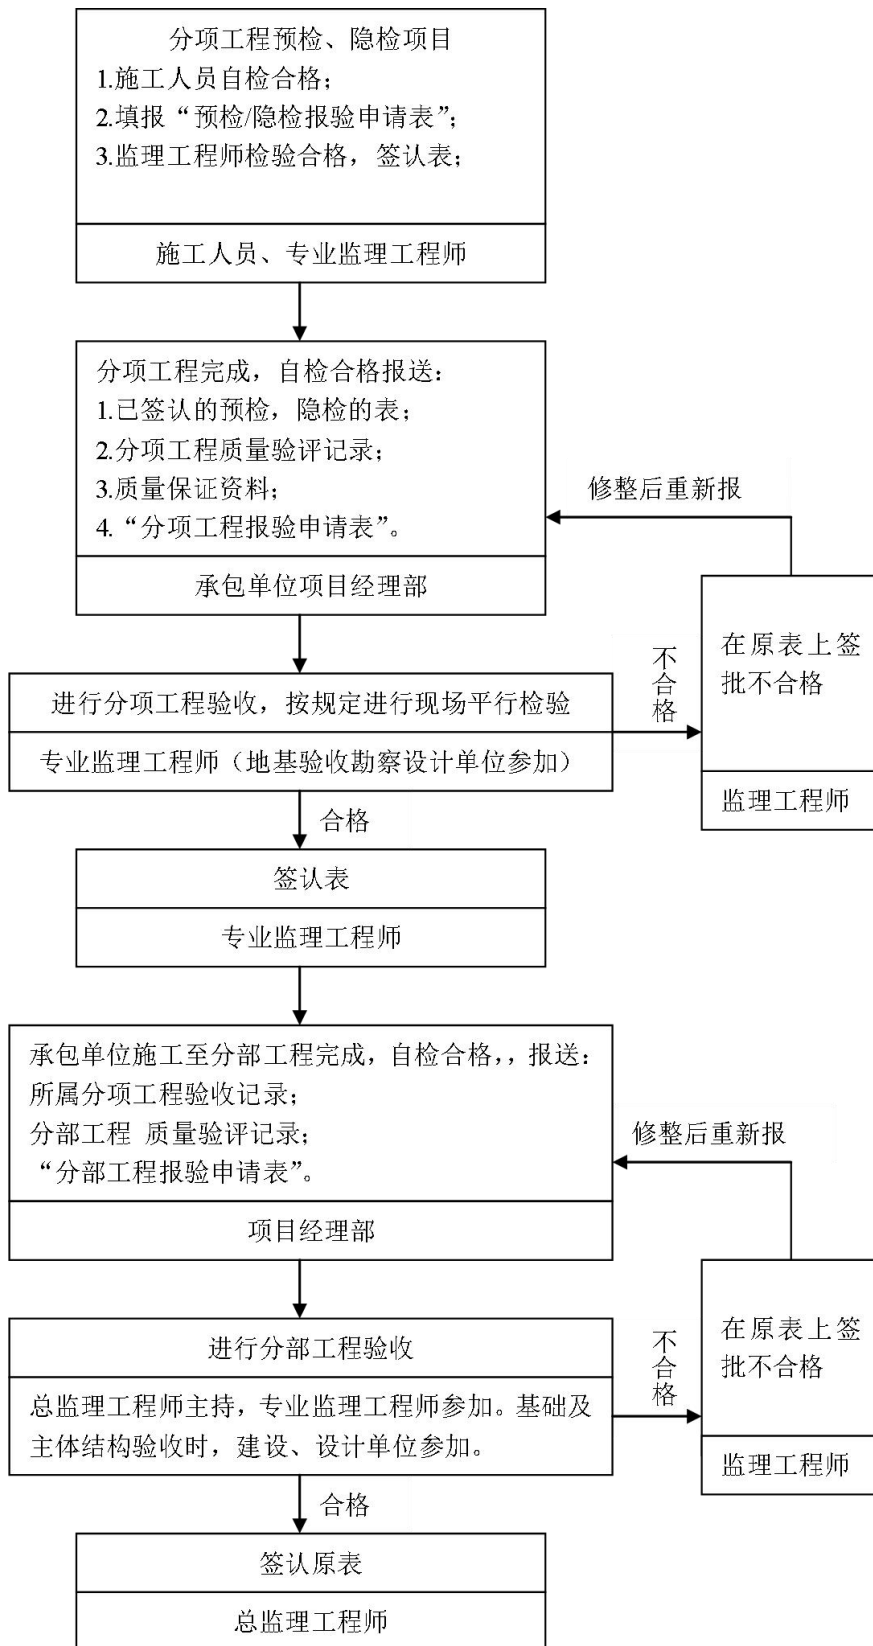 分项工程预检、隐检项目
1.施工人员自检合格；
2.填报“预检/隐检报验申请表”；
3.监理工程师检验合格，签认表；
施工人员、专业监理工程师
分项工程完成，自检合格报送：
1.已签认的预检，隐检的表；
2.分项工程质量验评记录；
3.质量保证资料；
4.“分项工程报验申请表”。
承包单位项目经理部
修整后重新报
进行分项工程验收，按规定进行现场平行检验
专业监理工程师（地基验收勘察设计单位参加）
不合格
在原表上签
批不合格
监理工程师
合格
签认表
专业监理工程师
承包单位施工至分部工程完成，自检合格，，报送：
所属分项工程验收记录；
分部工程 质量验评记录；
“分部工程报验申请表”。
项目经理部
修整后重新报
进行分部工程验收
总监理工程师主持，专业监理工程师参加。基础及
主体结构验收时，建设、设计单位参加。
不合格
在原表上签
批不合格
监理工程师
合格
签认原表
总监理工程师